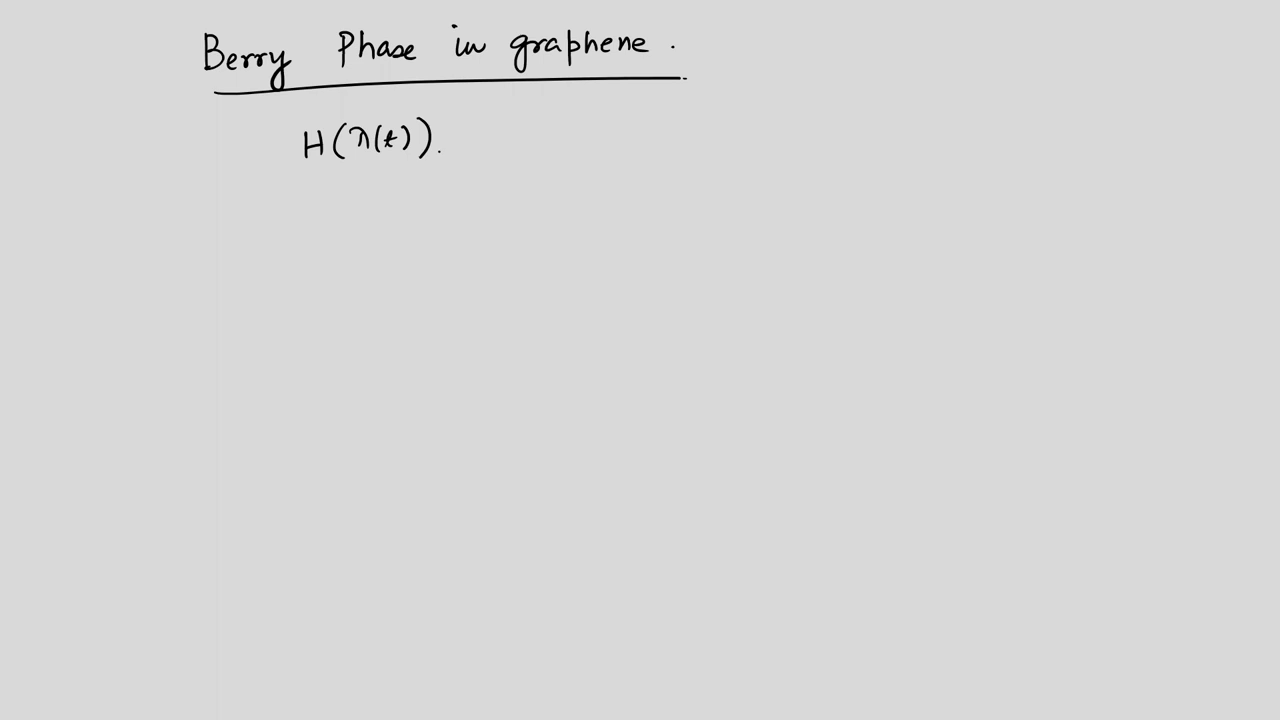 Berry Phase in graphene.
H(λ(t)).